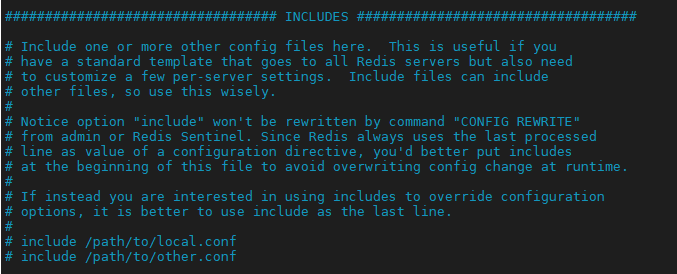 ################################## INCLUDES ###################################
# Include one or more other config files here.  This is useful if you
# have a standard template that goes to all Redis servers but also need
# to customize a few per-server settings.  Include files can include
# other files, so use this wisely.
#
# Notice option "include" won't be rewritten by command "CONFIG REWRITE"
# from admin or Redis Sentinel. Since Redis always uses the last processed
# line as value of a configuration directive, you'd better put includes
# at the beginning of this file to avoid overwriting config change at runtime.
#
# If instead you are interested in using includes to override configuration
# options, it is better to use include as the last line.
#
# include /path/to/local.conf
# include /path/to/other.conf